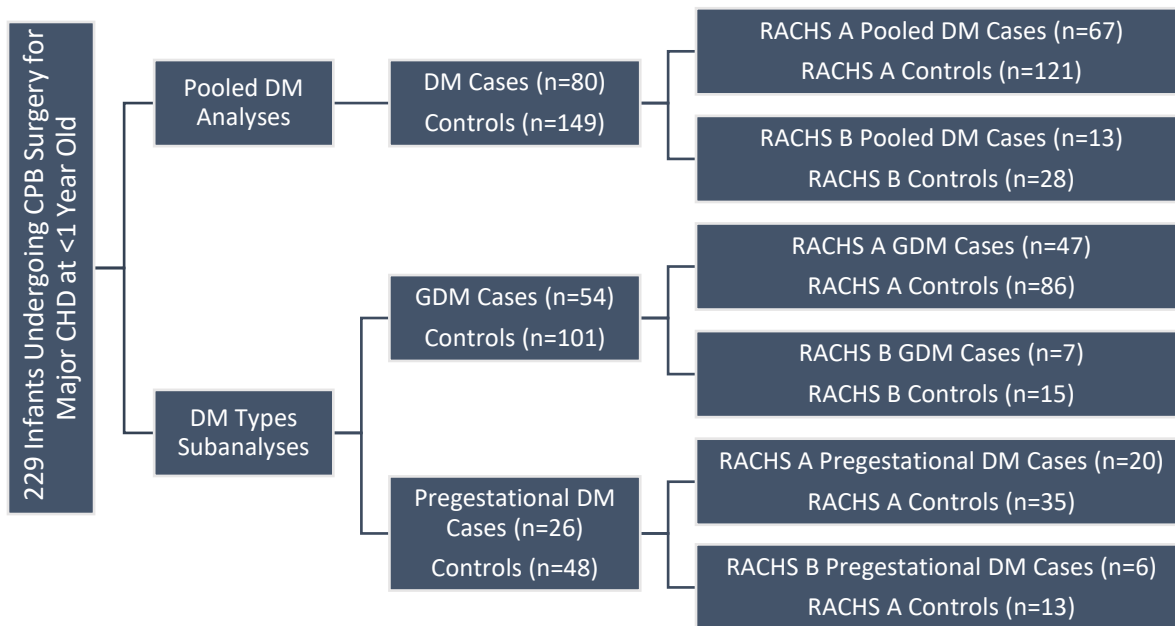 229 Infants Undergoing CPB Surgery for
Major CHD at <1 Year Old
Pooled DM
Analyses
DM Cases (n=80)
Controls (n=149)
RACHS A Pooled DM Cases (n=67)
RACHS A Controls (n=121)
RACHS B Pooled DM Cases (n=13)
RACHS B Controls (n=28)
DM Types
Subanalyses
GDM Cases (n=54)
Controls (n=101)
RACHS A GDM Cases (n=47)
RACHS A Controls (n=86)
RACHS B GDM Cases (n=7)
RACHS B Controls (n=15)
Pregestational DM
Cases (n=26)
Controls (n=48)
RACHS A Pregestational DM Cases (n=20)
RACHS A Controls (n=35)
RACHS B Pregestational DM Cases (n=6)
RACHS A Controls (n=13)